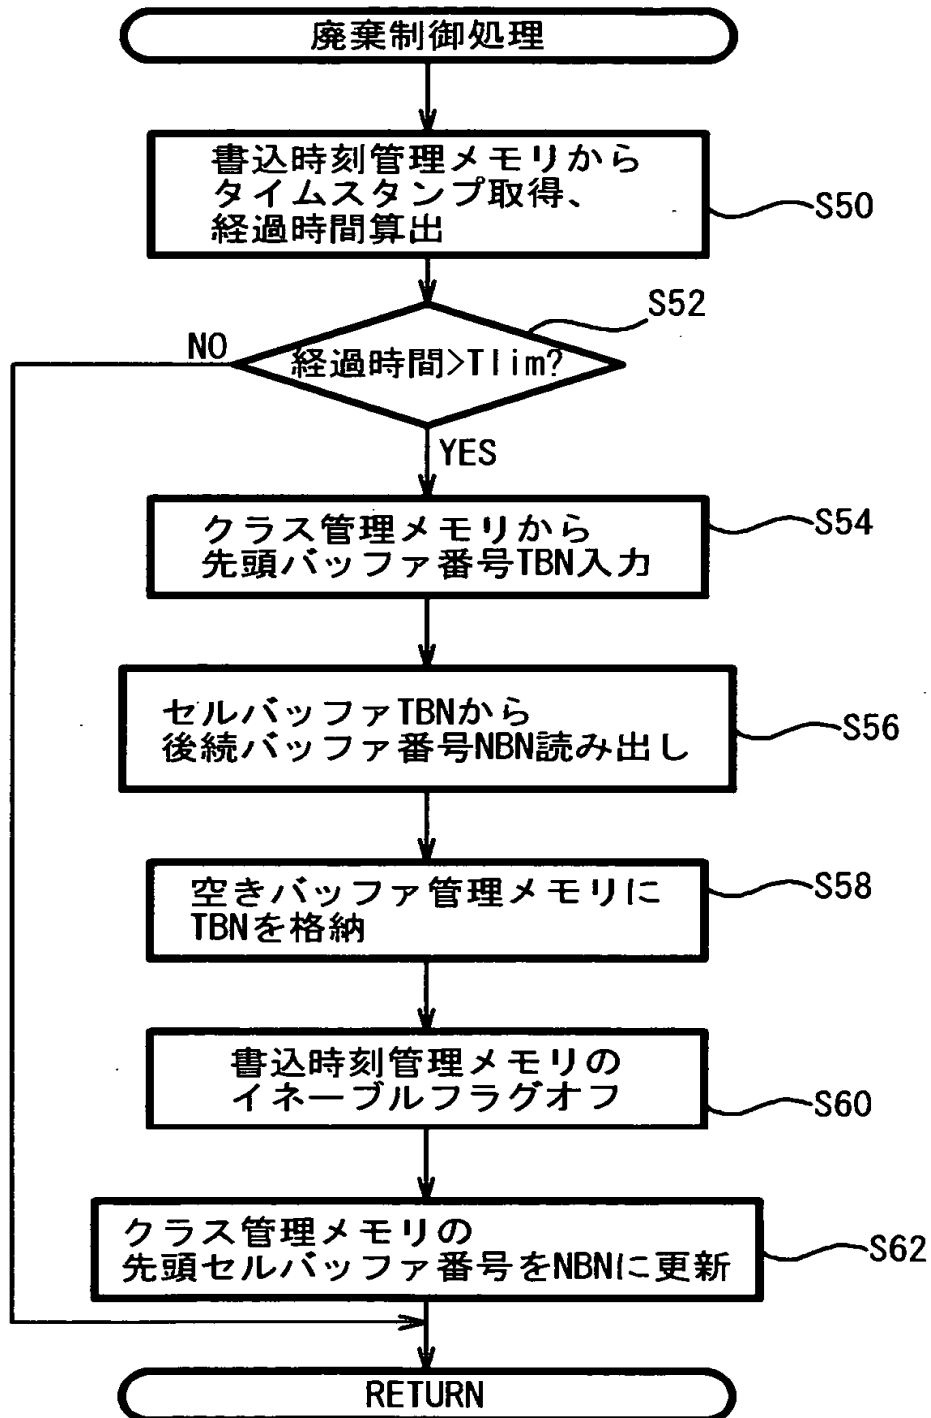 廃棄制御処理
書込時刻管理メモリから
タイムスタンプ取得、
経過時間算出
S50
S52
NO
経過時間>Tlim?
YES
クラス管理メモリから
先頭バッファ番号TBN入力
S54
セルバッファTBNから
後続バッファ番号NBN読み出し
S56
空きバッファ管理メモリに
TBNを格納
S58
書込時刻管理メモリの
イネーブルフラグオフ
S60
クラス管理メモリの
先頭セルバッファ番号をNBNに更新
S62
RETURN